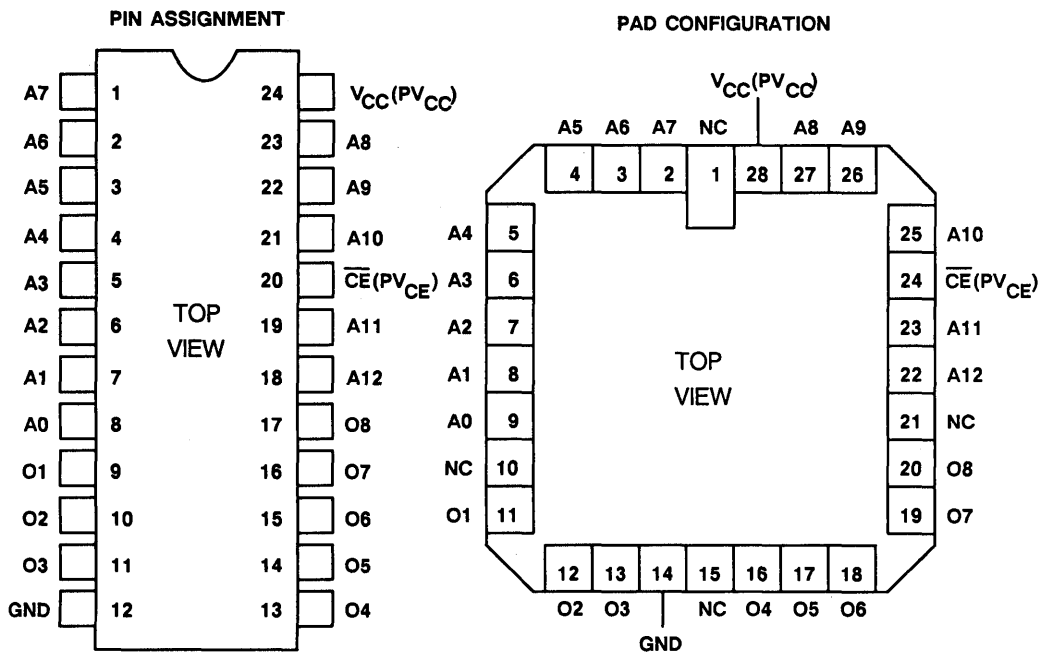 PIN ASSIGNMENT
A7 1 24 VCC(PVCC)
A6 2 23 A8
A5 3 22 A9
A4 4 21 A10
A3 5 20 C̅E̅(PVCE)
A2 6 19 A11
A1 7 18 A12
A0 8 17 O8
O1 9 16 O7
O2 10 15 O6
O3 11 14 O5
GND 12 13 O4
TOP
VIEW
PAD CONFIGURATION
VCC(PVCC)
A5 A6 A7 NC A8 A9
4 3 2 1 28 27 26
A4 5 25 A10
A3 6 24 C̅E̅(PVCE)
A2 7 23 A11
A1 8 22 A12
A0 9 21 NC
NC 10 20 O8
O1 11 19 O7
TOP
VIEW
12 13 14 15 16 17 18
O2 O3 NC O4 O5 O6
GND